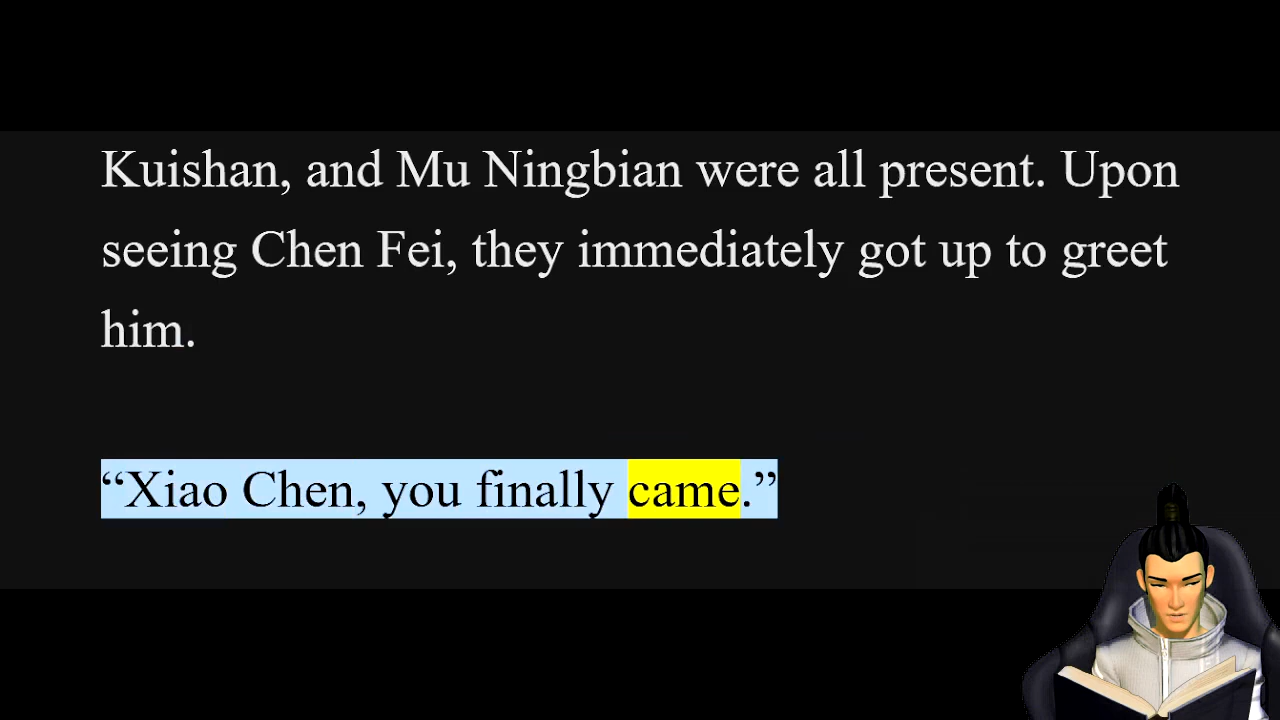 Kuishan, and Mu Ningbian were all present. Upon
seeing Chen Fei, they immediately got up to greet
him.
“Xiao Chen, you finally came.”